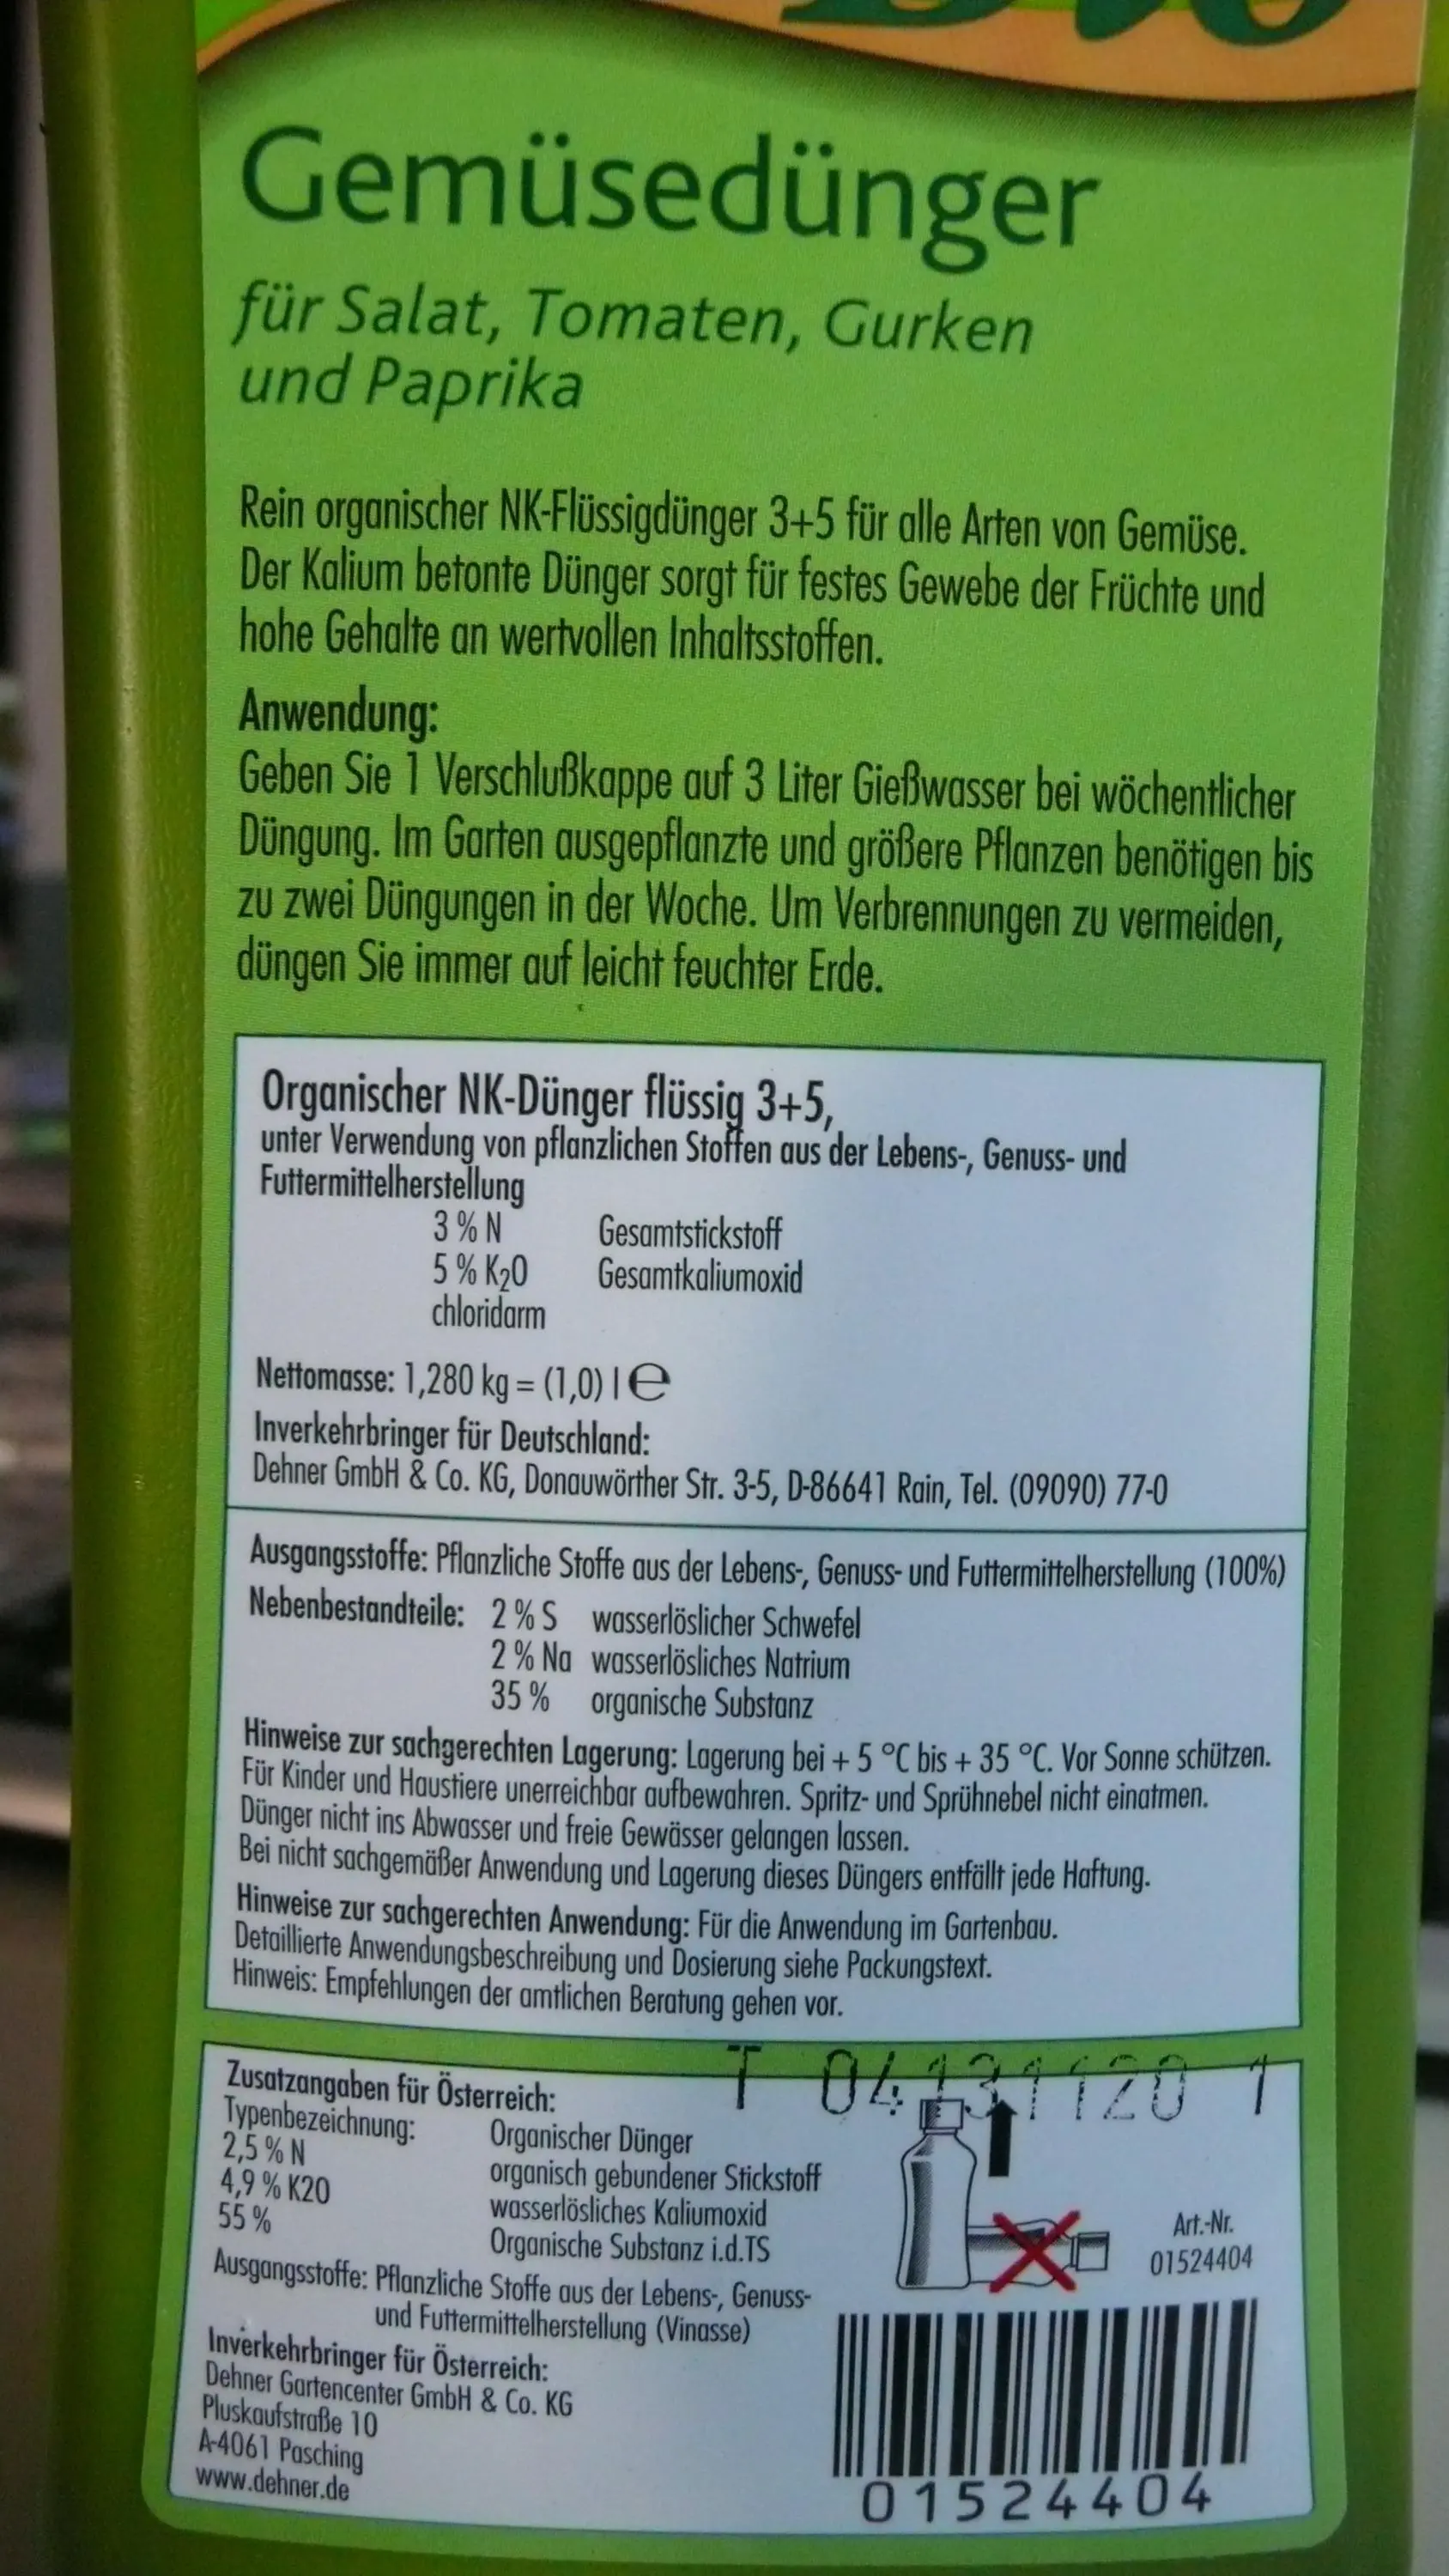 Bio
Gemüsedünger
für Salat, Tomaten, Gurken
und Paprika
Rein organischer NK-Flüssigdünger 3+5 für alle Arten von Gemüse.
Der Kalium betonte Dünger sorgt für festes Gewebe der Früchte und
hohe Gehalte an wertvollen Inhaltsstoffen.
Anwendung:
Geben Sie 1 Verschlußkappe auf 3 Liter Gießwasser bei wöchentlicher
Düngung. Im Garten ausgepflanzte und größere Pflanzen benötigen bis
zu zwei Düngungen in der Woche. Um Verbrennungen zu vermeiden,
düngen Sie immer auf leicht feuchter Erde.
Organischer NK-Dünger flüssig 3+5,
unter Verwendung von pflanzlichen Stoffen aus der Lebens-, Genuss- und
Futtermittelherstellung
3 % N Gesamtstickstoff
5 % K₂O Gesamtkaliumoxid
chloridarm
Nettomasse: 1,280 kg = (1,0) l ℮
Inverkehrbringer für Deutschland:
Dehner GmbH & Co. KG, Donauwörther Str. 3-5, D-86641 Rain, Tel. (09090) 77-0
Ausgangsstoffe: Pflanzliche Stoffe aus der Lebens-, Genuss- und Futtermittelherstellung (100%)
Nebenbestandteile: 2 % S wasserlöslicher Schwefel
2 % Na wasserlösliches Natrium
35 % organische Substanz
Hinweise zur sachgerechten Lagerung: Lagerung bei + 5 °C bis + 35 °C. Vor Sonne schützen.
Für Kinder und Haustiere unerreichbar aufbewahren. Spritz- und Sprühnebel nicht einatmen.
Dünger nicht ins Abwasser und freie Gewässer gelangen lassen.
Bei nicht sachgemäßer Anwendung und Lagerung dieses Düngers entfällt jede Haftung.
Hinweise zur sachgerechten Anwendung: Für die Anwendung im Gartenbau.
Detaillierte Anwendungsbeschreibung und Dosierung siehe Packungstext.
Hinweis: Empfehlungen der amtlichen Beratung gehen vor.
Zusatzangaben für Österreich:
Typenbezeichnung: Organischer Dünger
2,5 % N organisch gebundener Stickstoff
4,9 % K2O wasserlösliches Kaliumoxid
55 % Organische Substanz i.d.TS
Ausgangsstoffe: Pflanzliche Stoffe aus der Lebens-, Genuss-
und Futtermittelherstellung (Vinasse)
Inverkehrbringer für Österreich:
Dehner Gartencenter GmbH & Co. KG
Pluskaufstraße 10
A-4061 Pasching
www.dehner.de
Art.-Nr.
01524404
01524404